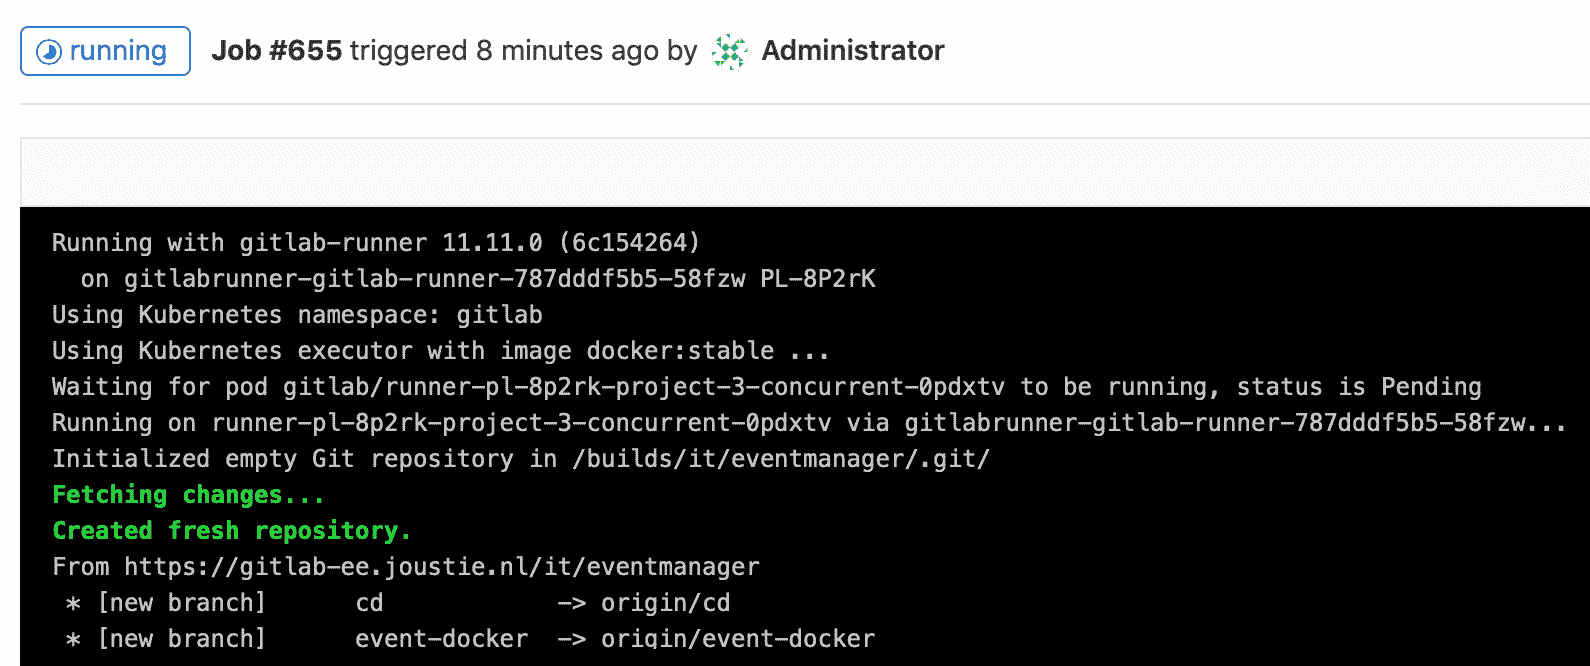 running Job #655 triggered 8 minutes ago by Administrator
Running with gitlab-runner 11.11.0 (6c154264)
on gitlabrunner-gitlab-runner-787dddf5b5-58fzw PL-8P2rK
Using Kubernetes namespace: gitlab
Using Kubernetes executor with image docker:stable ...
Waiting for pod gitlab/runner-pl-8p2rk-project-3-concurrent-0pdxtv to be running, status is Pending
Running on runner-pl-8p2rk-project-3-concurrent-0pdxtv via gitlabrunner-gitlab-runner-787dddf5b5-58fzw...
Initialized empty Git repository in /builds/it/eventmanager/.git/
Fetching changes...
Created fresh repository.
From https://gitlab-ee.joustie.nl/it/eventmanager
* [new branch] cd -> origin/cd
* [new branch] event-docker -> origin/event-docker